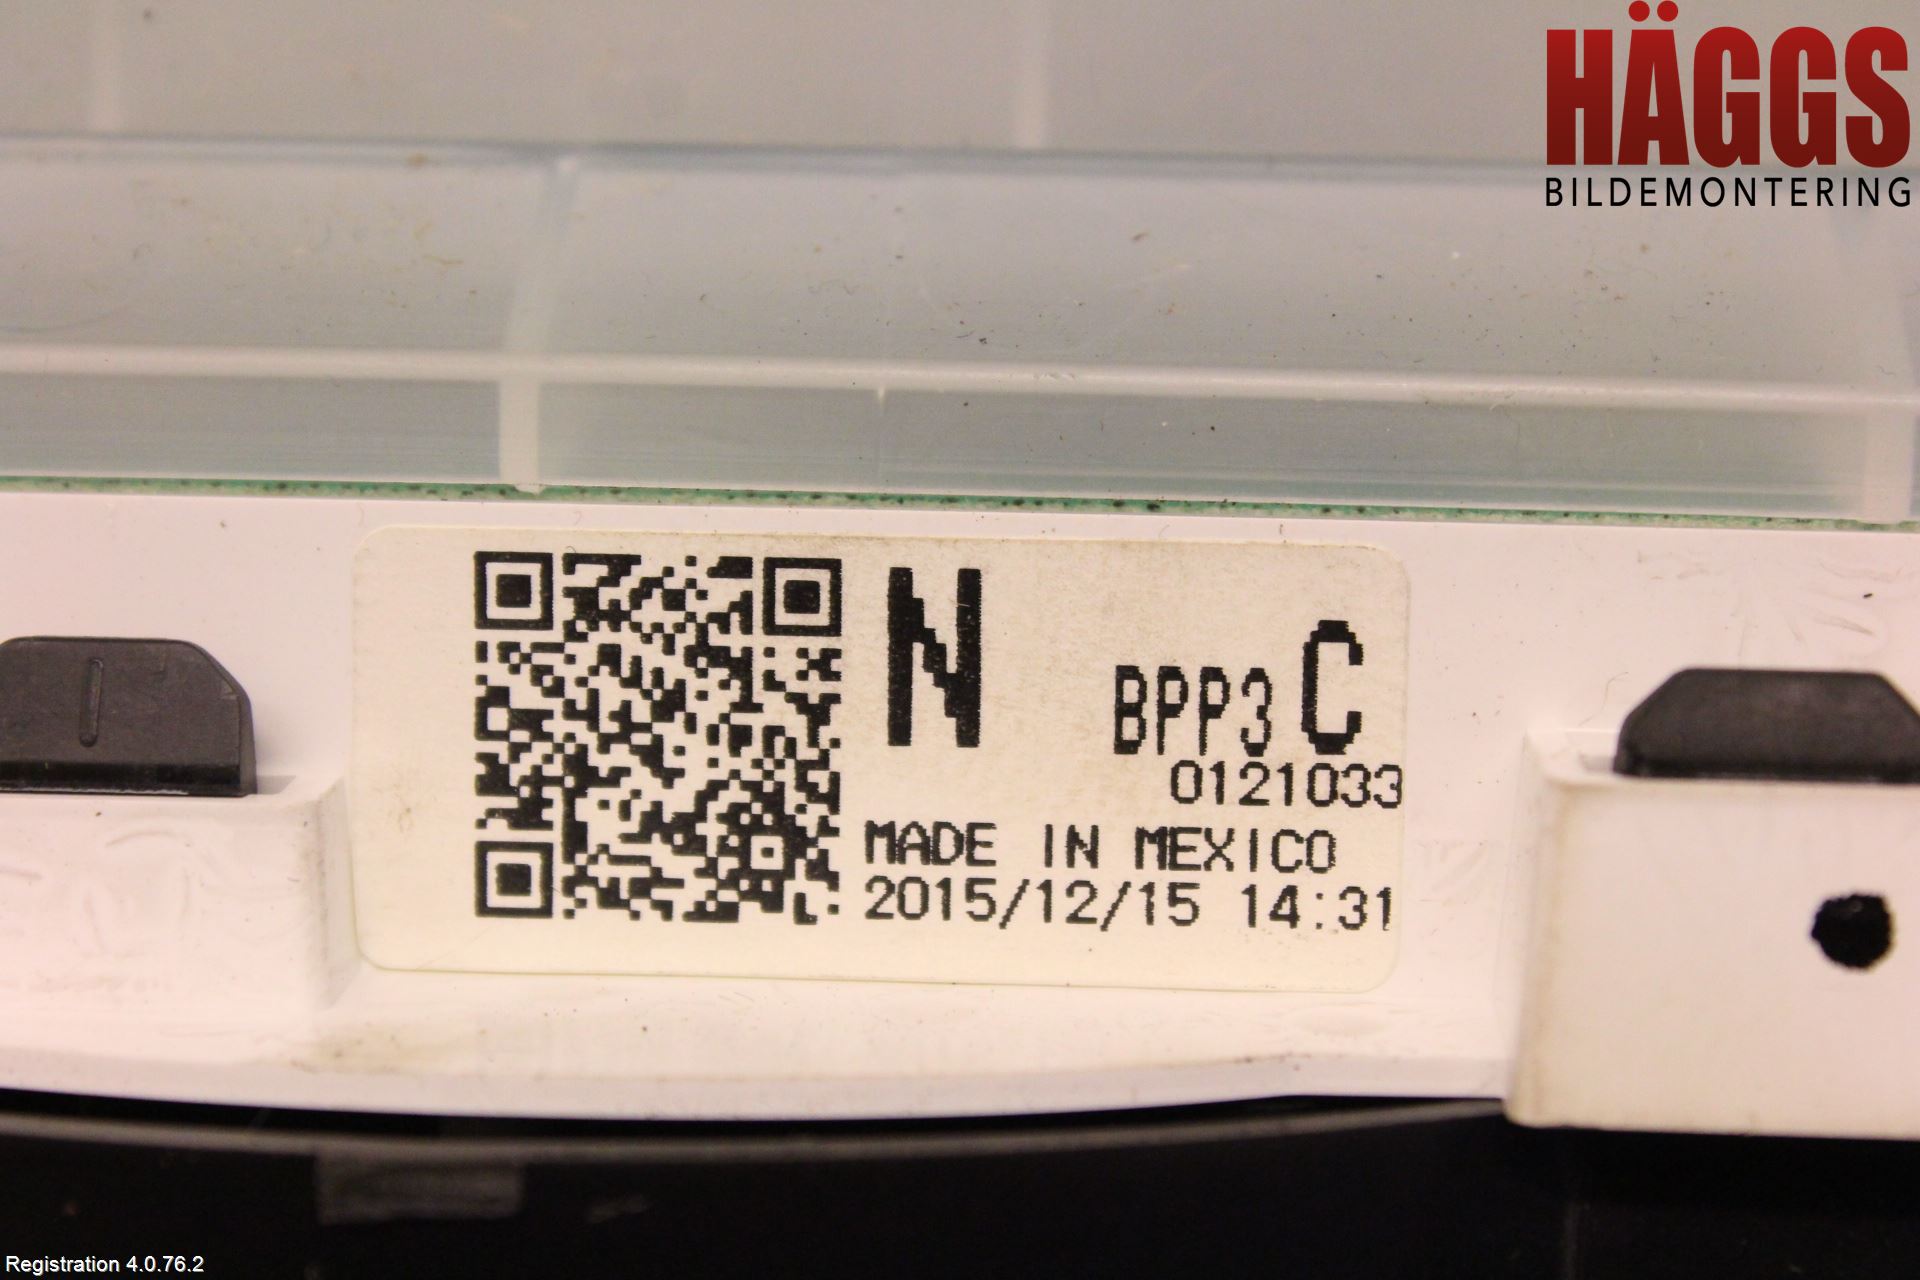 HÄGGS
BILDEMONTERING
N BPP3 C
0121033
MADE IN MEXICO
2015/12/15 14:31
Registration 4.0.76.2